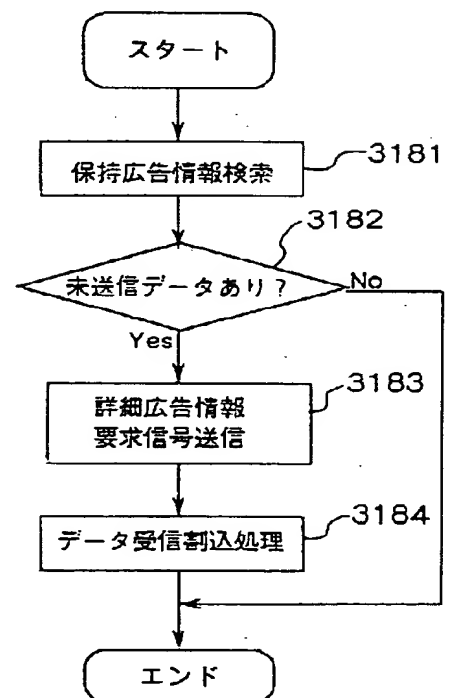 スタート
3181
保持広告情報検索
3182
未送信データあり？
No
Yes
3183
詳細広告情報
要求信号送信
3184
データ受信割込処理
エンド